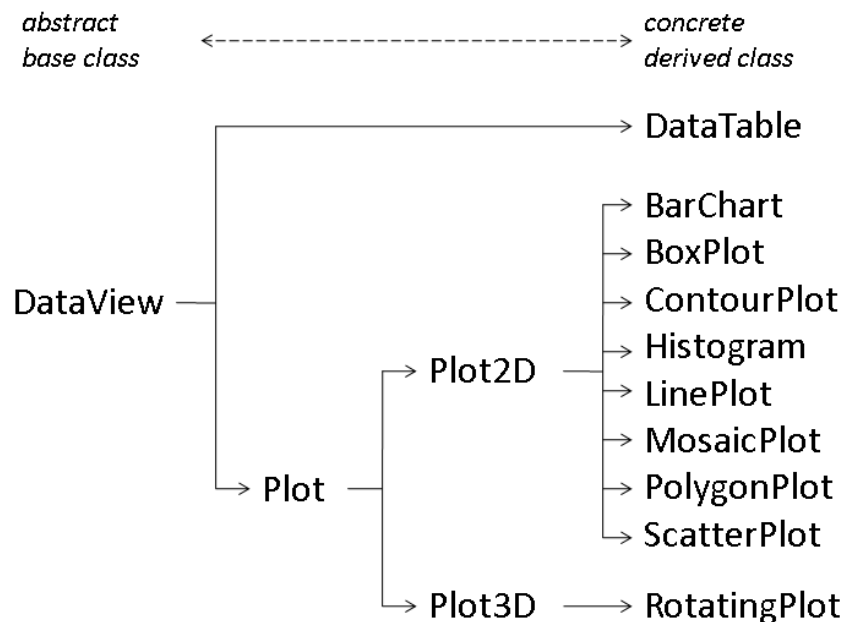 abstract
base class
concrete
derived class
DataTable
BarChart
BoxPlot
DataView
ContourPlot
Histogram
Plot2D
LinePlot
MosaicPlot
Plot
PolygonPlot
ScatterPlot
Plot3D
RotatingPlot